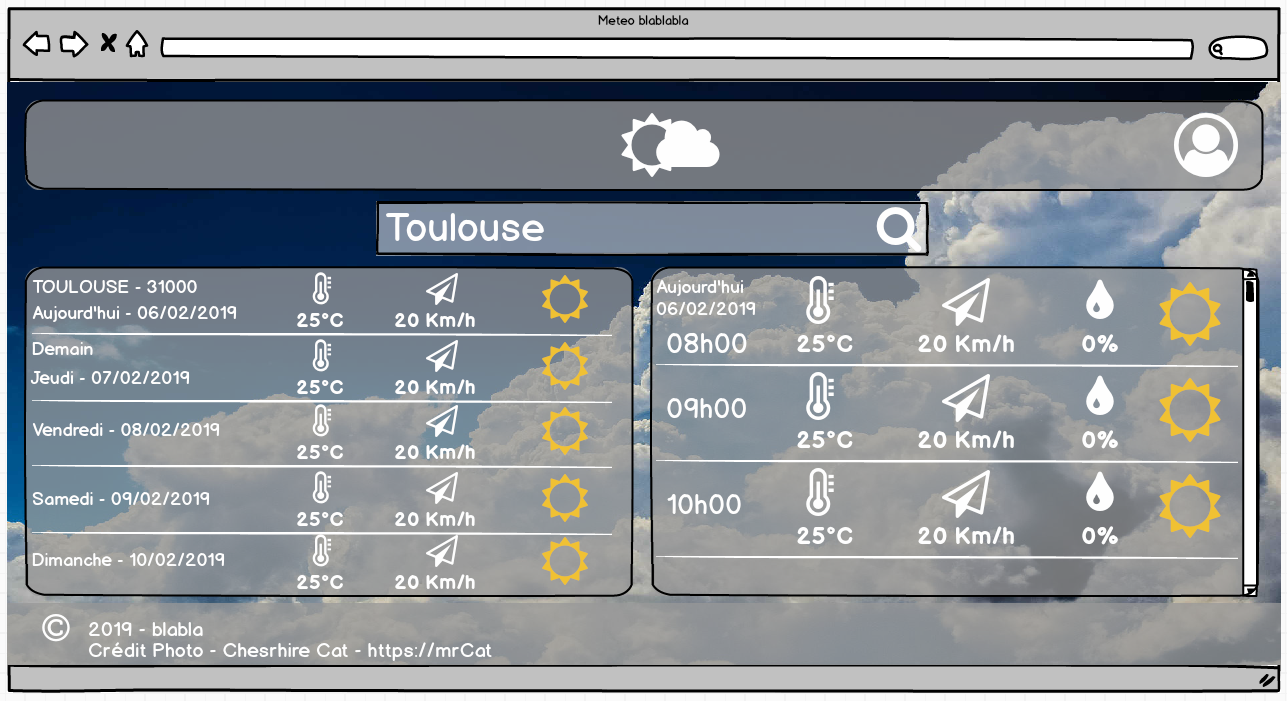 Meteo blablabla
Toulouse
TOULOUSE - 31000
Aujourd'hui - 06/02/2019
25°C 20 Km/h
Demain
Jeudi - 07/02/2019
25°C 20 Km/h
Vendredi - 08/02/2019
25°C 20 Km/h
Samedi - 09/02/2019
25°C 20 Km/h
Dimanche - 10/02/2019
25°C 20 Km/h
Aujourd'hui
06/02/2019
08h00 25°C 20 Km/h 0%
09h00
25°C 20 Km/h 0%
10h00
25°C 20 Km/h 0%
© 2019 - blabla
Crédit Photo - Chesrhire Cat - https://mrCat